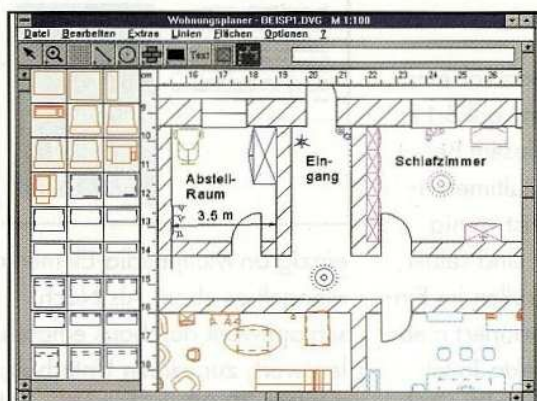 Wohnungsplaner - BEISP1.DVG M 1:100
Datei Bearbeiten Extras Linien Flächen Optionen ?
Text
cm 16 17 18 19 20 21 22 23 24 25 26
9
10
11
12
13
14
15
16
17
18
Abstell-
Raum
3,5 m
Ein-
gang
Schlafzimmer